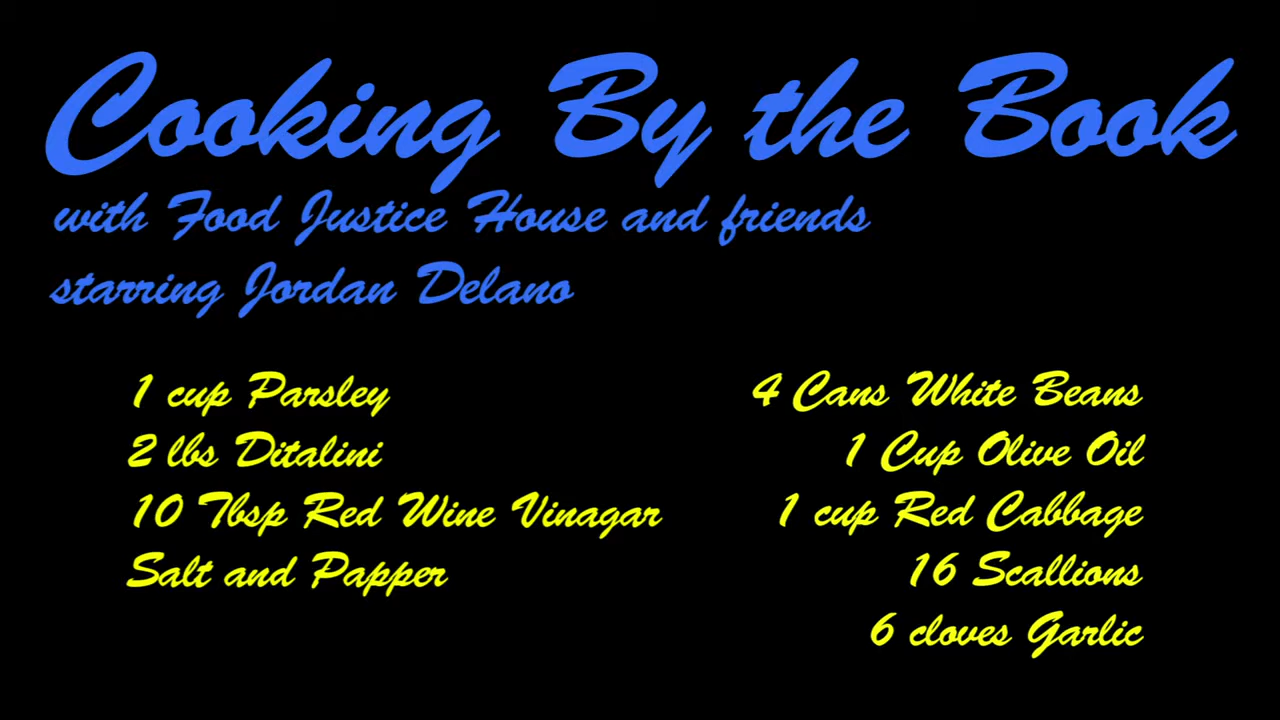 Cooking By the Book
with Food Justice House and friends
starring Jordan Delano
1 cup Parsley
2 lbs Ditalini
10 Tbsp Red Wine Vinagar
Salt and Papper
4 Cans White Beans
1 Cup Olive Oil
1 cup Red Cabbage
16 Scallions
6 cloves Garlic